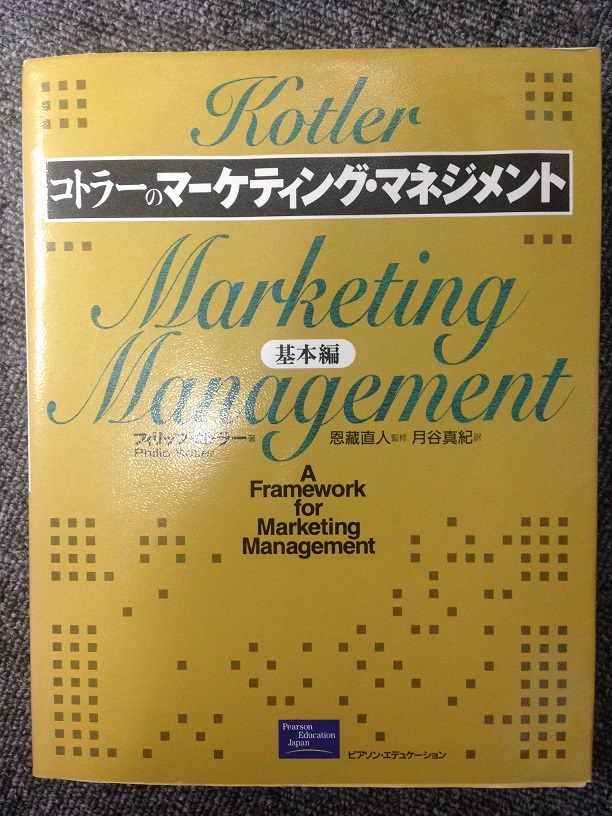 Kotler
コトラーのマーケティング・マネジメント
Marketing
基本編
Management
フィリップ・コトラー著
Philip Kotler
恩藏直人監修 月谷真紀訳
A
Framework
for
Marketing
Management
Pearson
Education
Japan
ピアソン・エデュケーション